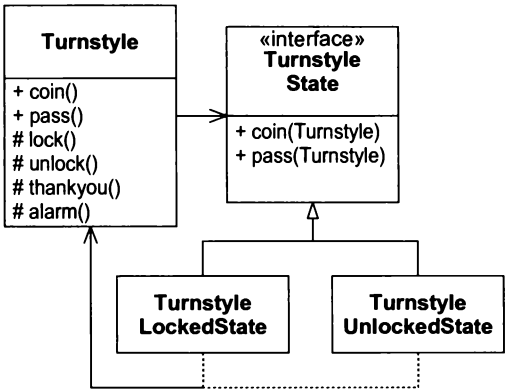 Turnstyle
+ coin()
+ pass()
# lock()
# unlock()
# thankyou()
# alarm()
«interface»
Turnstyle
State
+ coin(Turnstyle)
+ pass(Turnstyle)
Turnstyle
LockedState
Turnstyle
UnlockedState